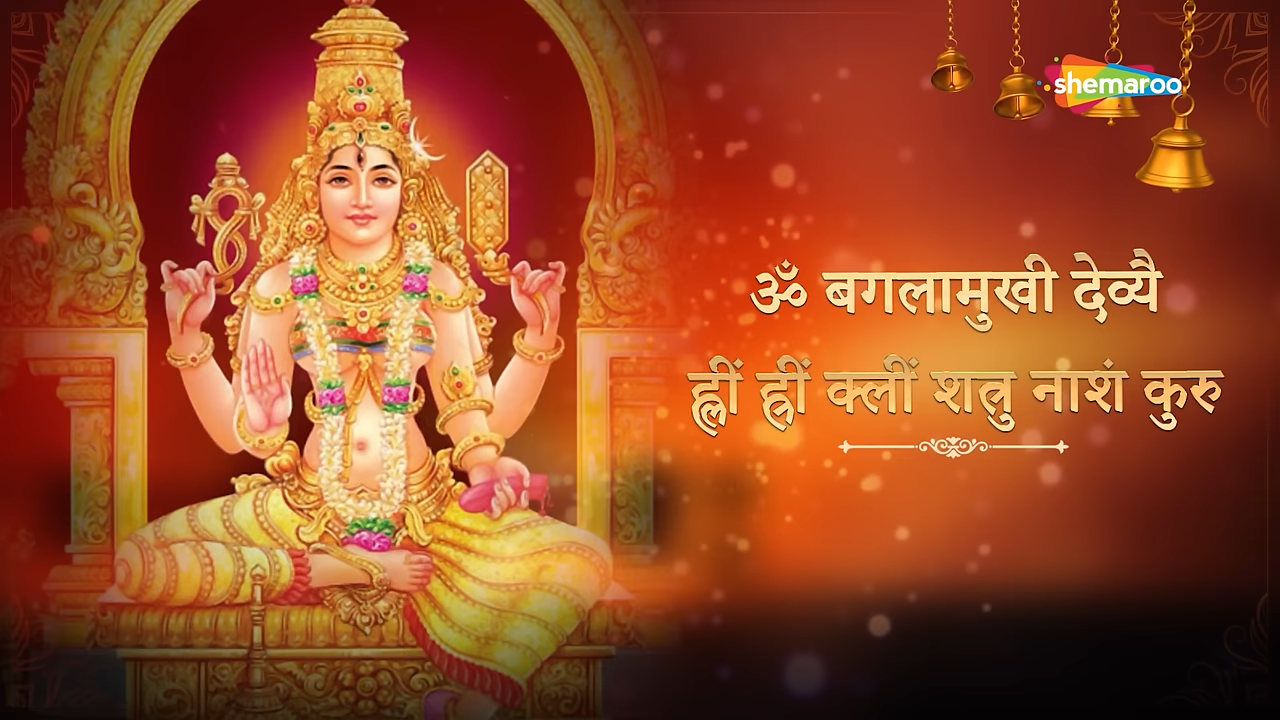 shemaroo
ॐ बगलामुखी देव्यै
ह्लीं ह्रीं क्लीं शत्रु नाशं कुरु